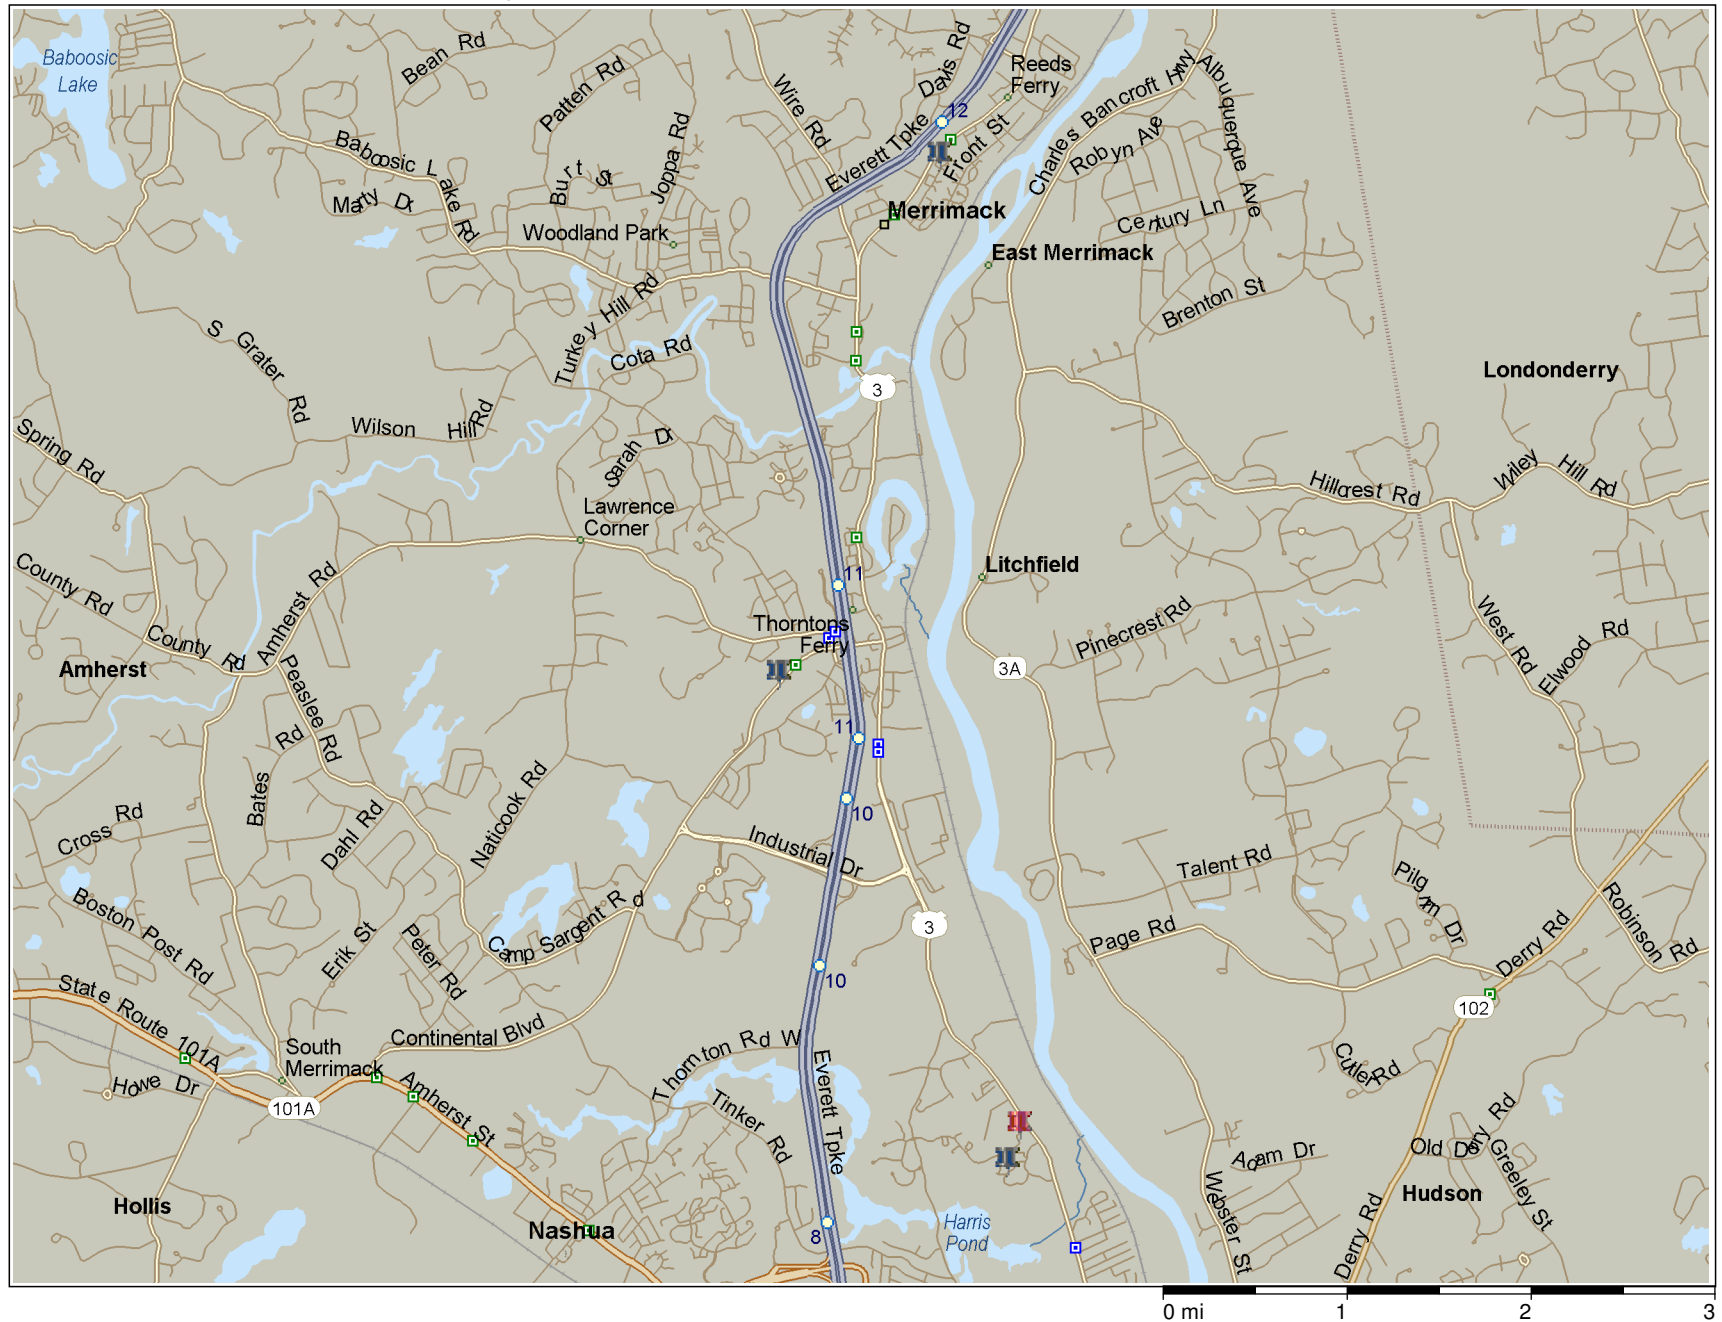 Baboosic
Lake
Bean Rd
Patten Rd
Wire Rd
Davis Rd
Reeds
Ferry
12
Everett Tpke
Front St
Charles Bancroft Hwy
Albuquerque Ave
Robyn Ave
Baboosic Lake Rd
Marty Dr
Burt St
Joppa Rd
Woodland Park
Merrimack
East Merrimack
Century Ln
Brenton St
S Grater Rd
Turkey Hill Rd
Cota Rd
3
Londonderry
Spring Rd
Wilson Hill Rd
Sarah Dr
Lawrence
Corner
Hillcrest Rd
Wiley Hill Rd
County Rd
County Rd
Amherst Rd
11
Litchfield
Thorntons
Ferry
Pinecrest Rd
West Rd
Elwood Rd
Amherst
Peaslee Rd
3A
Bates Rd
11
10
Naticook Rd
Cross Rd
Dahl Rd
Industrial Dr
Talent Rd
Pilgrim Dr
Boston Post Rd
Erik St
Peter Rd
Camp Sargent Rd
3
Page Rd
Derry Rd
Robinson Rd
10
102
State Route 101A
South
Merrimack
Continental Blvd
Thornton Rd W
Howe Dr
101A
Amherst St
Tinker Rd
Everett Tpke
Cutler Rd
Adam Dr
Old Derry Rd
Greeley St
Hollis
Nashua
8
Harris
Pond
Webster St
Hudson
Derry Rd
0 mi 1 2 3